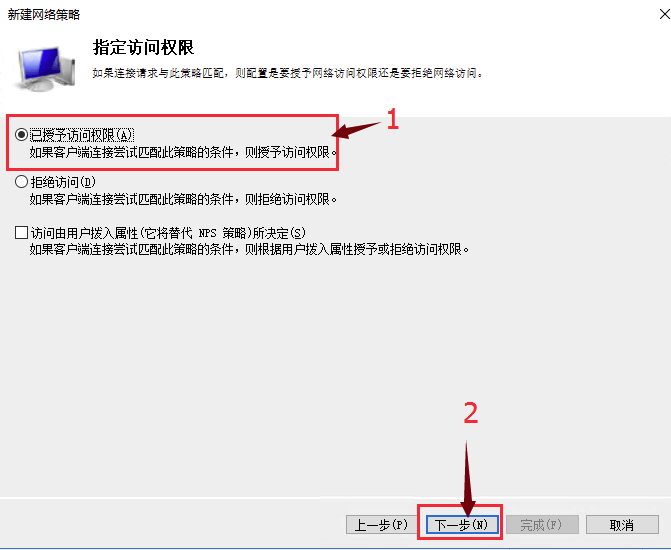 新建网络策略
指定访问权限
如果连接请求与此策略匹配，则配置是要授予网络访问权限还是要拒绝网络访问。
已授予访问权限(A)
如果客户端连接尝试匹配此策略的条件，则授予访问权限。
1
拒绝访问(D)
如果客户端连接尝试匹配此策略的条件，则拒绝访问权限。
访问由用户拨入属性(它将替代 NPS 策略)所决定(S)
如果客户端连接尝试匹配此策略的条件，则根据用户拨入属性授予或拒绝访问权限。
2
上一步(P) 下一步(N) 完成(F) 取消